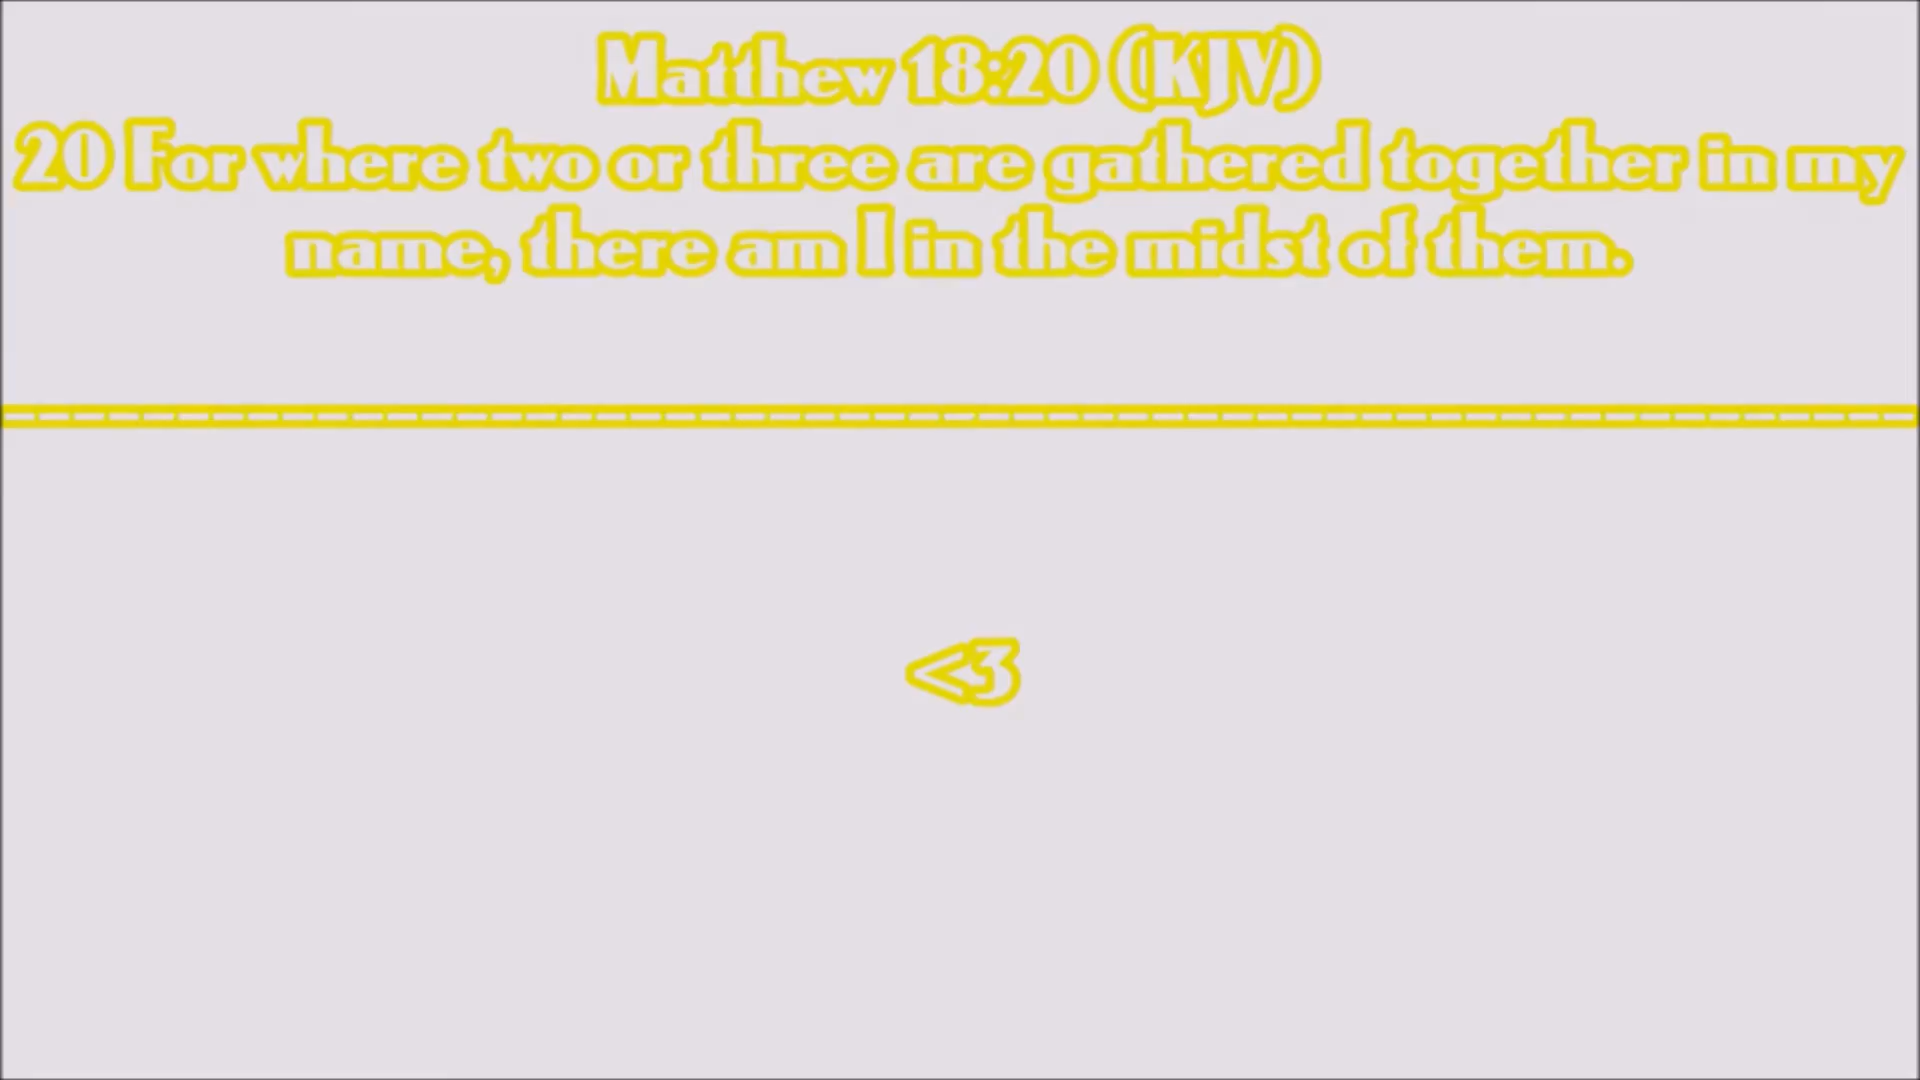 Matthew 18:20 (KJV)
20 For where two or three are gathered together in my
name, there am I in the midst of them.
<3